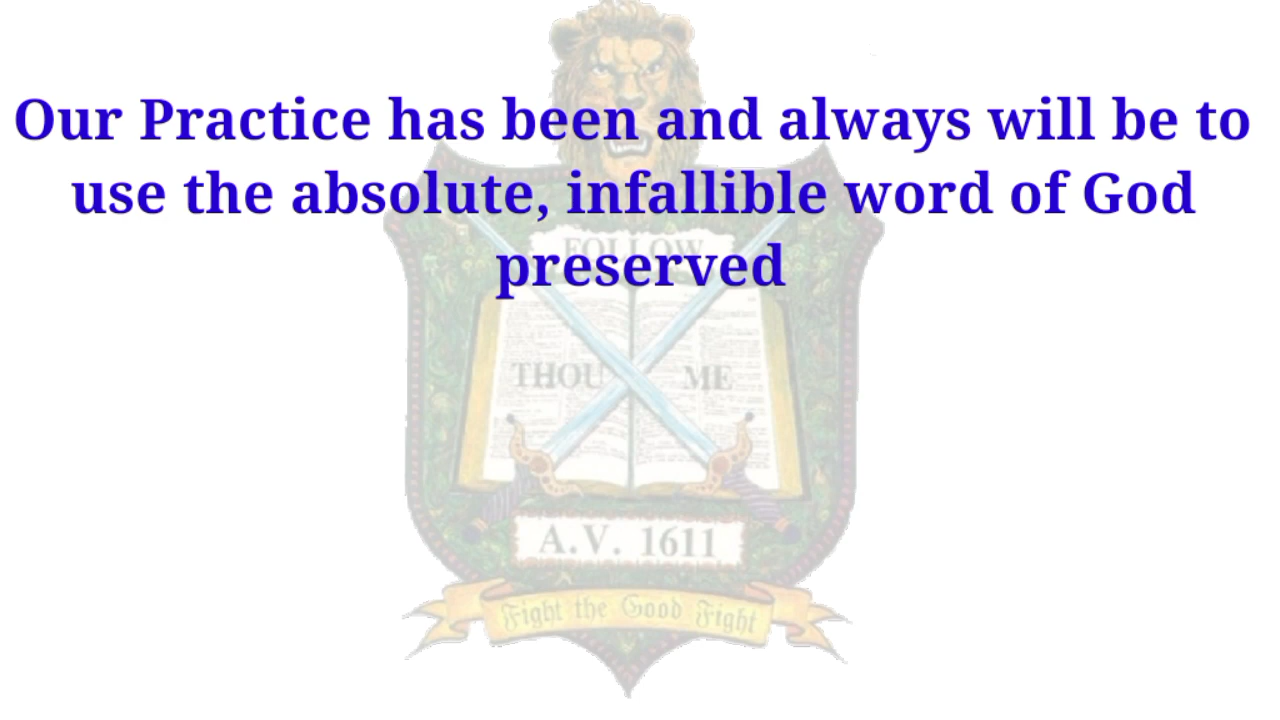 Our Practice has been and always will be to
use the absolute, infallible word of God
preserved
FOLLOW
THOU ME
A.V. 1611
Fight the Good Fight